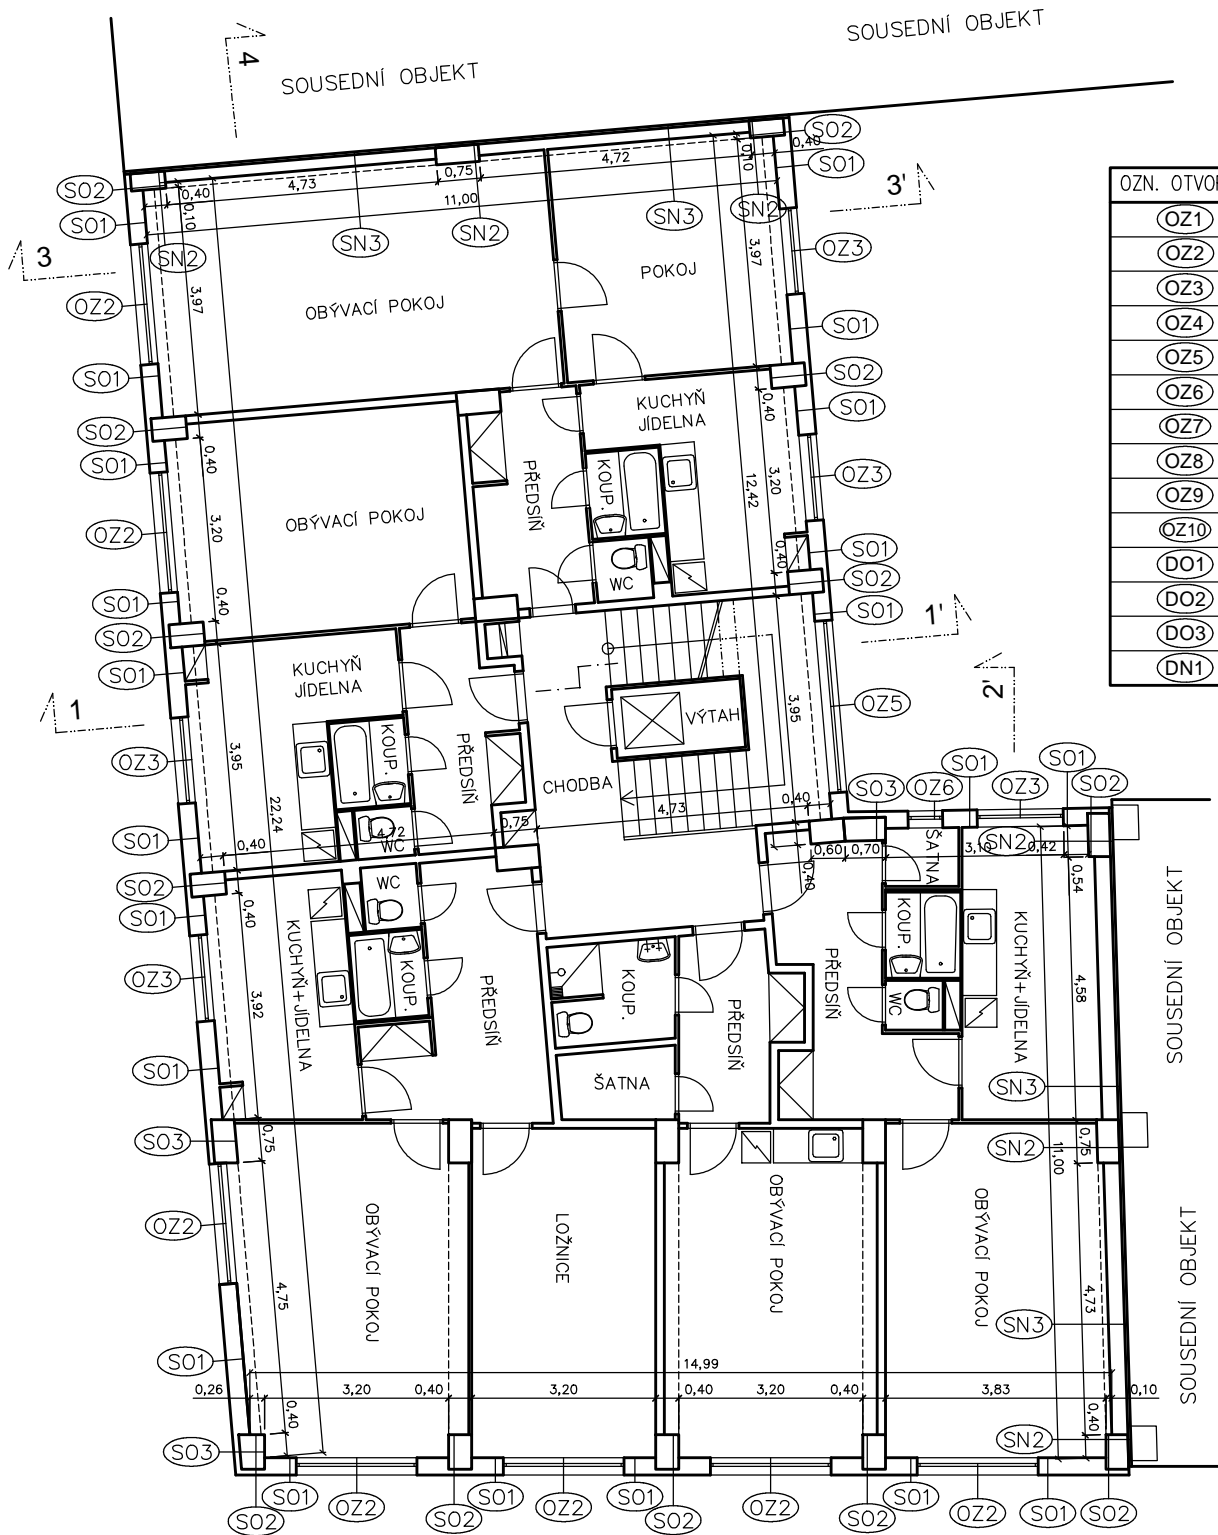 SOUSEDNÍ OBJEKT
SOUSEDNÍ OBJEKT
4
3
3'
1
1'
2'
OZN. OTVOR
OZ1
OZ2
OZ3
OZ4
OZ5
OZ6
OZ7
OZ8
OZ9
OZ10
DO1
DO2
DO3
DN1
SO2
SO1
0,40
4,73
0,75
4,72
0,10
0,40
SO2
SO1
11,00
0,10
SN2
SN3
SN2
SN3
SN2
OZ2
3,97
OBÝVACÍ POKOJ
POKOJ
3,97
OZ3
SO1
SO1
SO2
SO2
SO1
SO1
0,40
KUCHYŇ
JÍDELNA
0,40
OZ2
3,20
OBÝVACÍ POKOJ
PŘEDSÍŇ
KOUP.
12,42
3,20
OZ3
WC
0,40
SO1
SO2
SO1
SO1
0,40
SO2
SO1
KUCHYŇ
JÍDELNA
VÝTAH
3,95
OZ5
OZ3
3,95
22,24
KOUP.
PŘEDSÍŇ
CHODBA
SO1
0,40
4,72
WC
0,75
4,73
0,40
SO3
OZ6
SO1
OZ3
SO1
SO2
SO2
SO1
0,40
WC
0,60
0,70
0,40
ŠATNA
3,10
SN2
0,42
0,54
OZ3
3,92
KUCHYŇ+JÍDELNA
KOUP.
PŘEDSÍŇ
KOUP.
PŘEDSÍŇ
PŘEDSÍŇ
KOUP.
WC
KUCHYŇ+JÍDELNA
4,58
SOUSEDNÍ OBJEKT
SO1
ŠATNA
SN3
SO3
0,75
SN2
0,75
11,00
OZ2
4,75
OBÝVACÍ POKOJ
LOŽNICE
OBÝVACÍ POKOJ
OBÝVACÍ POKOJ
4,73
SN3
SOUSEDNÍ OBJEKT
SO1
14,99
0,26
3,20
0,40
3,20
0,40
3,20
0,40
3,83
0,10
0,40
0,40
SO3
SN2
SO1
OZ2
SO1
OZ2
SO1
OZ2
SO1
OZ2
SO1
SO2
SO2
SO2
SO2
SO2